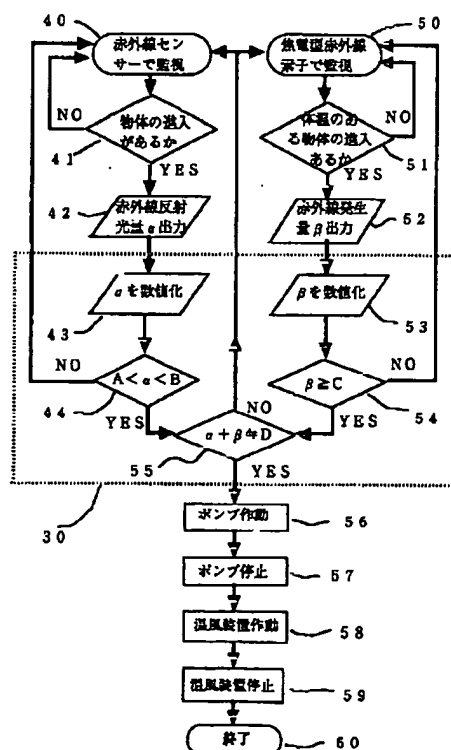 40
赤外線セン
サーで監視
50
焦電型赤外線
素子で監視
NO
物体の進入
があるか
41
YES
NO
体温のあ
る物体の進入
あるか
51
YES
42
赤外線反射
光量α出力
赤外線発生
量β出力
52
αを数値化
43
βを数値化
53
NO
A<α<B
44
YES
NO
β≧C
54
YES
NO
α+β≒D
55
YES
30
ポンプ作動
56
ポンプ停止
57
温風装置作動
58
温風装置停止
59
終了
60